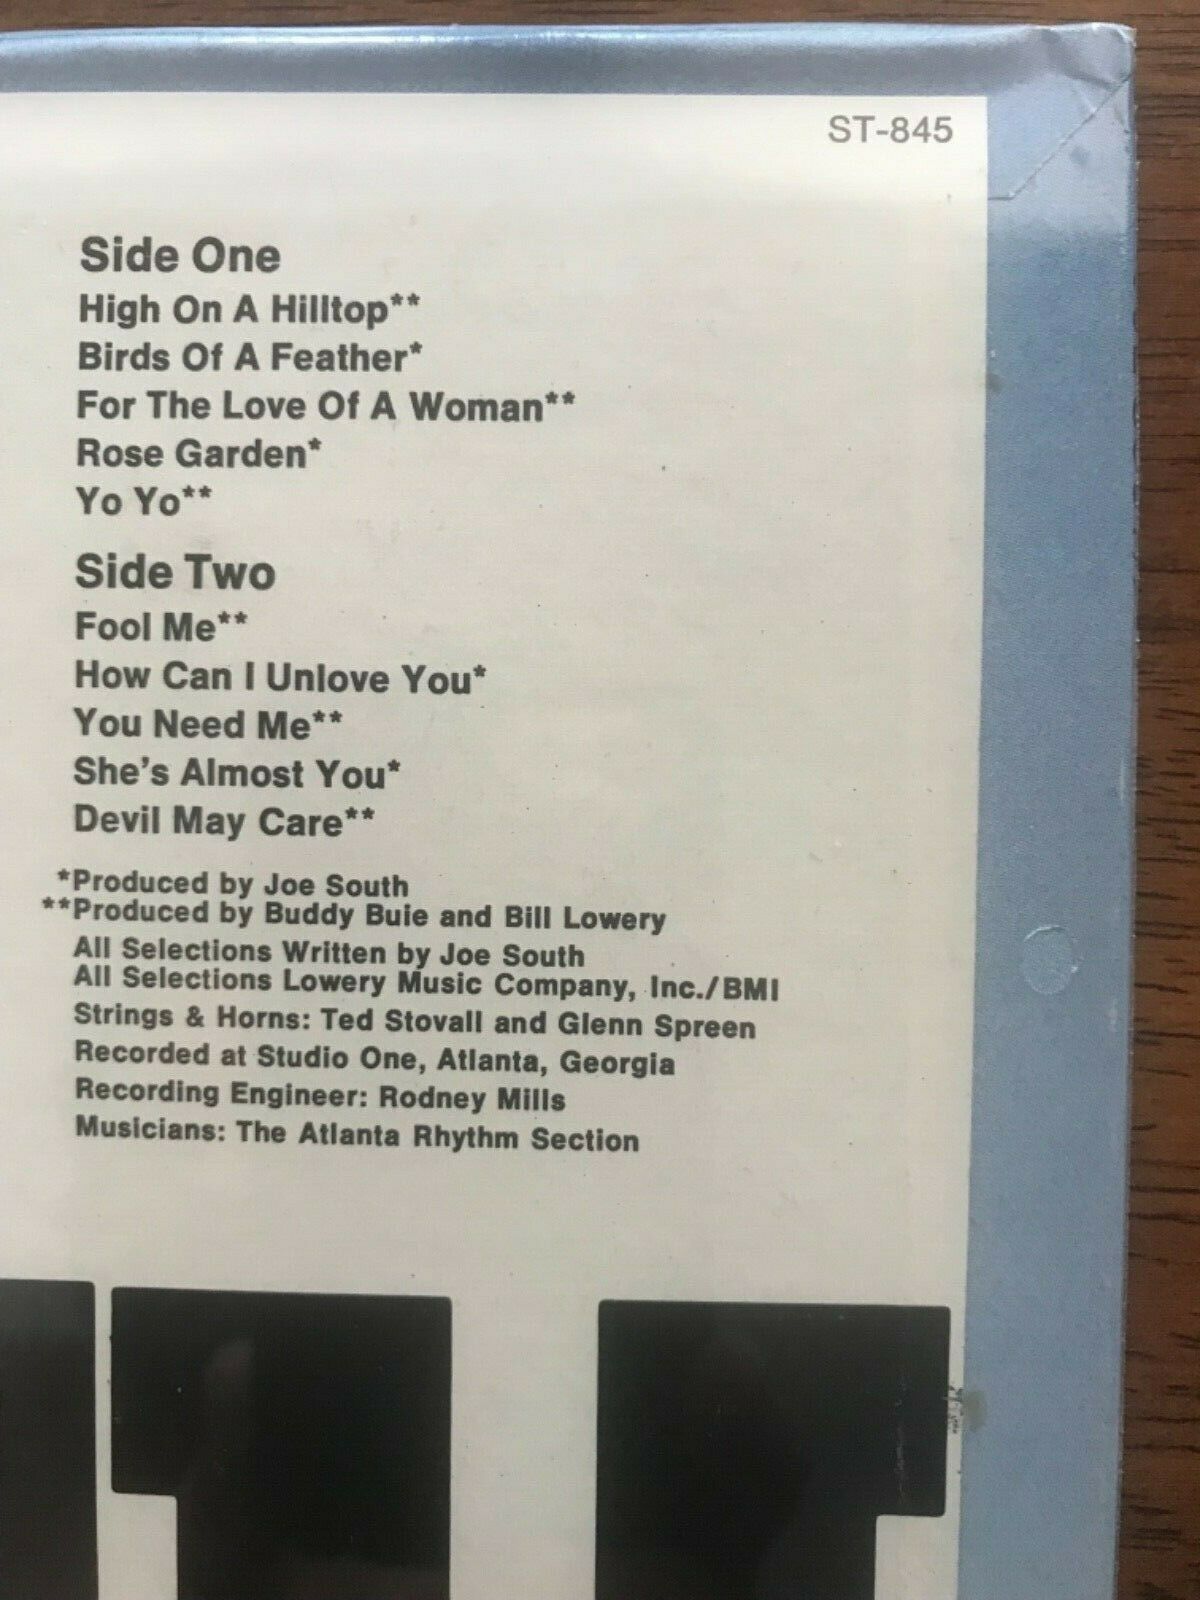 ST-845
Side One
High On A Hilltop**
Birds Of A Feather*
For The Love Of A Woman**
Rose Garden*
Yo Yo**
Side Two
Fool Me**
How Can I Unlove You*
You Need Me**
She's Almost You*
Devil May Care**
*Produced by Joe South
**Produced by Buddy Buie and Bill Lowery
All Selections Written by Joe South
All Selections Lowery Music Company, Inc./BMI
Strings & Horns: Ted Stovall and Glenn Spreen
Recorded at Studio One, Atlanta, Georgia
Recording Engineer: Rodney Mills
Musicians: The Atlanta Rhythm Section